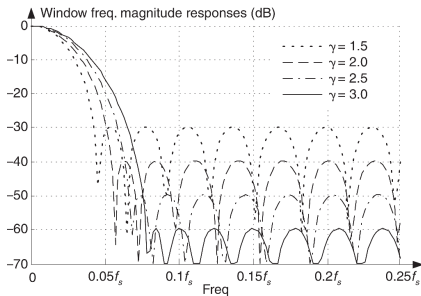 Window freq. magnitude responses (dB)
0
−10
−20
−30
−40
−50
−60
−70
γ = 1.5
γ = 2.0
γ = 2.5
γ = 3.0
0 0.05fs 0.1fs 0.15fs 0.2fs 0.25fs
Freq